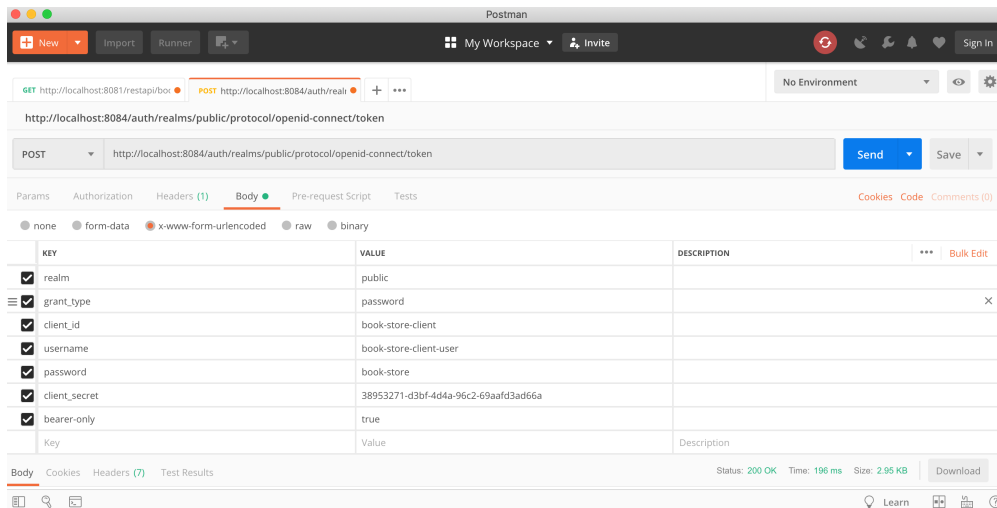 Postman
New Import Runner My Workspace Invite Sign In
GET http://localhost:8081/restapi/boo POST http://localhost:8084/auth/real No Environment
http://localhost:8084/auth/realms/public/protocol/openid-connect/token
POST http://localhost:8084/auth/realms/public/protocol/openid-connect/token Send Save
Params Authorization Headers (1) Body Pre-request Script Tests Cookies Code Comments (0)
none form-data x-www-form-urlencoded raw binary
KEY VALUE DESCRIPTION Bulk Edit
realm public
grant_type password
client_id book-store-client
username book-store-client-user
password book-store
client_secret 38953271-d3bf-4d4a-96c2-69aafd3ad66a
bearer-only true
Key Value Description
Body Cookies Headers (7) Test Results Status: 200 OK Time: 196 ms Size: 2.95 KB Download
Learn